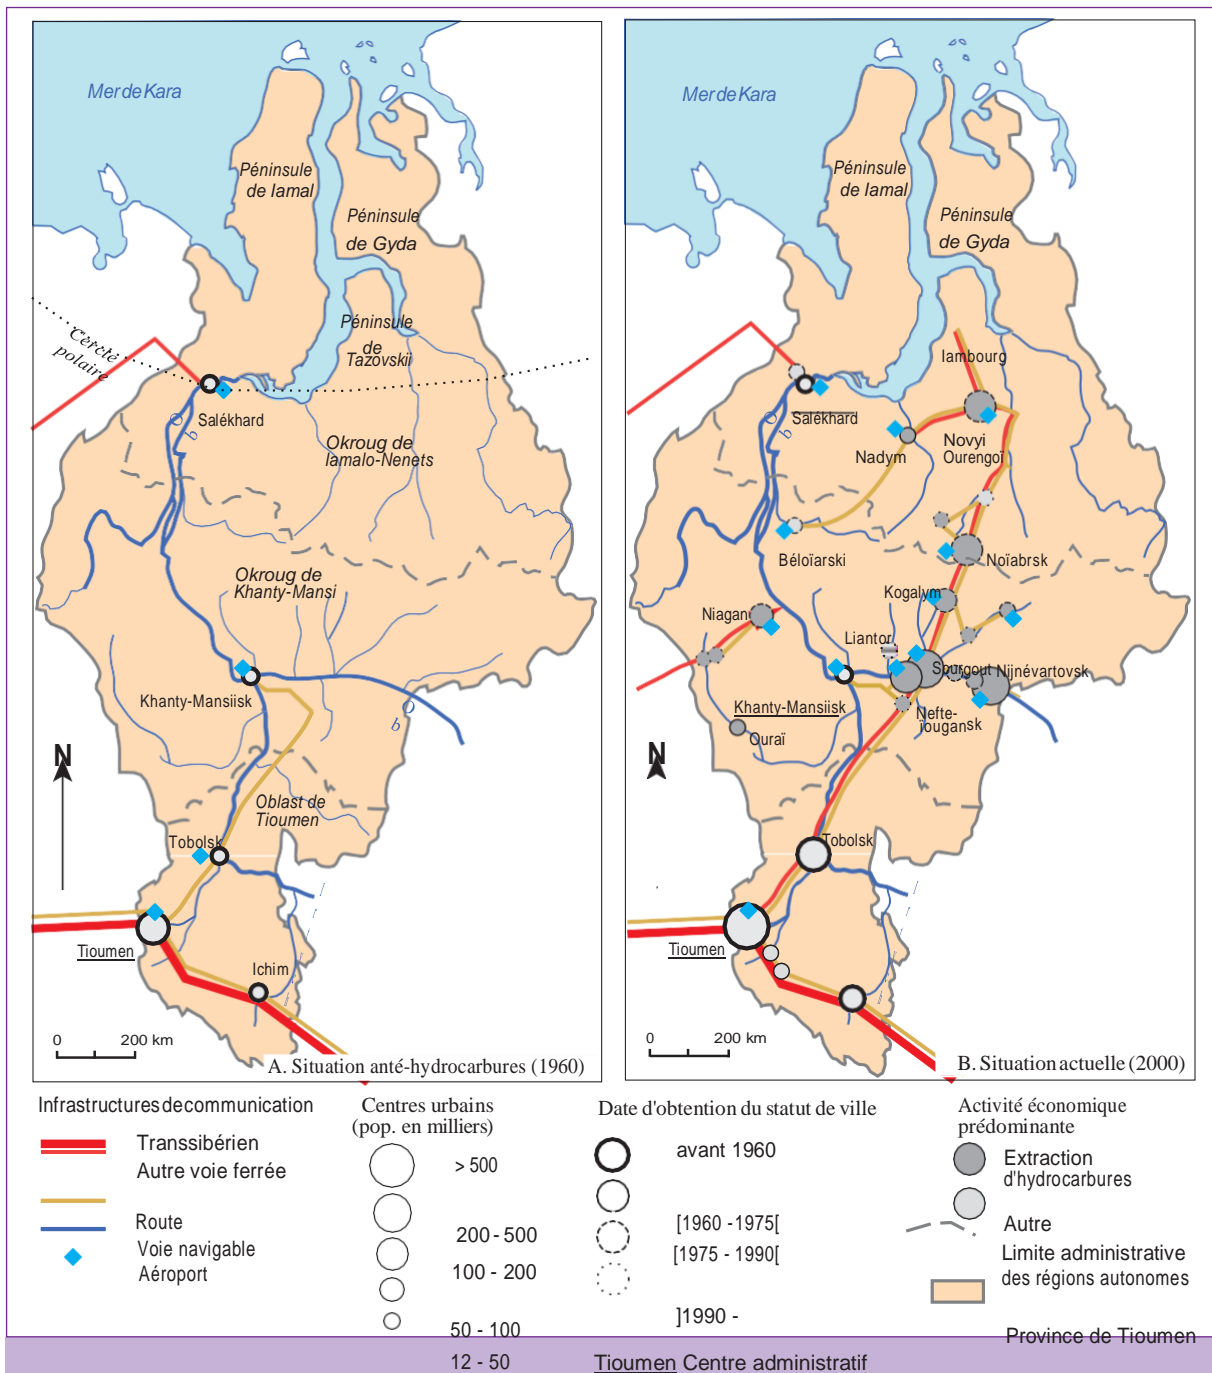 Mer de Kara
Péninsule
de Iamal
Péninsule
de Gyda
Péninsule
de
Tazovskii
Cercle
polaire
Salékhard
Ob
Okroug de
Iamalo-Nenets
Okroug de
Khanty-Mansi
Khanty-Mansiisk
Ob
N
Oblast de
Tioumen
Tobolsk
Tioumen
Ichim
0 200 km
A. Situation anté-hydrocarbures (1960)
Mer de Kara
Péninsule
de Iamal
Péninsule
de Gyda
Iambourg
Salékhard
Ob
Nadym
Novyi
Ourengoï
Béloïarski
Noïabrsk
Kogalym
Niagan
Liantor
Sourgout
Nijnévartovsk
Khanty-Mansiisk
Nefte-
ïougansk
Ouraï
N
Tobolsk
Tioumen
0 200 km
B. Situation actuelle (2000)
Infrastructures de communication
Transsibérien
Autre voie ferrée
Route
Voie navigable
Aéroport
Centres urbains
(pop. en milliers)
> 500
200 - 500
100 - 200
50 - 100
12 - 50
Date d'obtention du statut de ville
avant 1960
[1960 -1975[
[1975 - 1990[
]1990 -
Tioumen Centre administratif
Activité économique
prédominante
Extraction
d'hydrocarbures
Autre
Limite administrative
des régions autonomes
Province de Tioumen